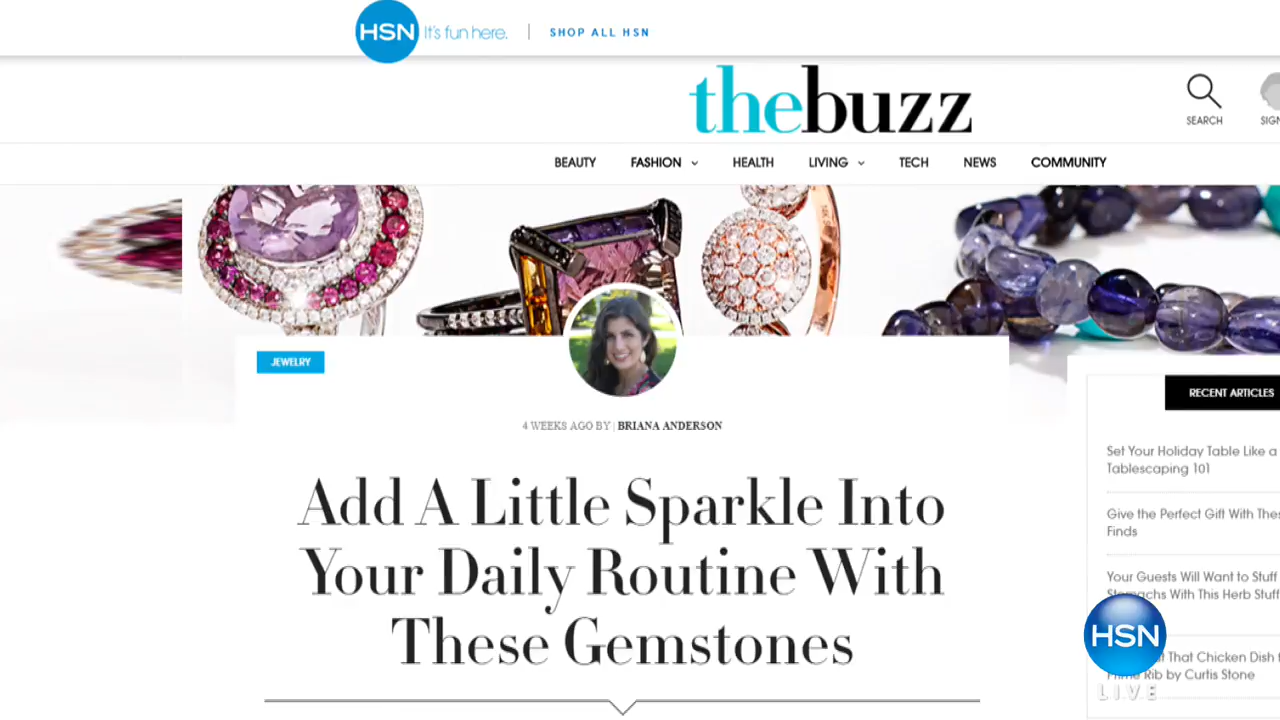 HSN It's fun here. SHOP ALL HSN
thebuzz
SEARCH
SIGN
BEAUTY FASHION HEALTH LIVING TECH NEWS COMMUNITY
JEWELRY
4 WEEKS AGO BY | BRIANA ANDERSON
Add A Little Sparkle Into
Your Daily Routine With
These Gemstones
RECENT ARTICLES
Set Your Holiday Table Like a
Tablescaping 101
Give the Perfect Gift With
Finds
Your Guests Will Want to Stuff
With This Herb
That Chicken Dish
Rib by Curtis Stone
HSN
LIVE